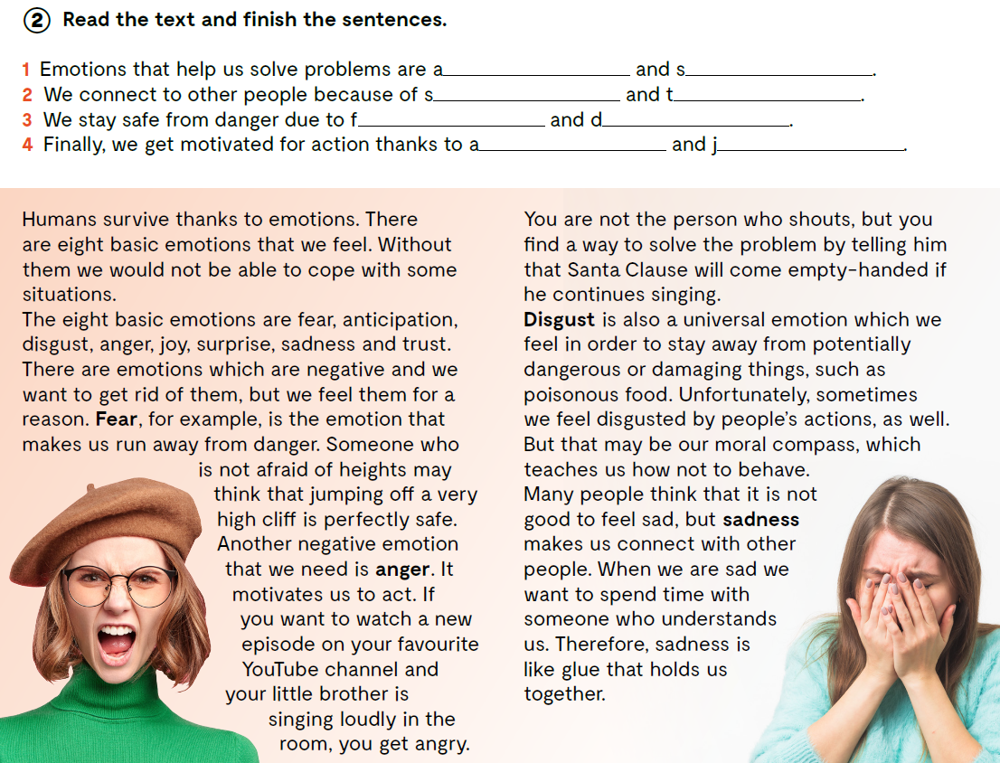 2 Read the text and finish the sentences.
1 Emotions that help us solve problems are a__________________ and s__________________.
2 We connect to other people because of s__________________ and t__________________.
3 We stay safe from danger due to f__________________ and d__________________.
4 Finally, we get motivated for action thanks to a__________________ and j__________________.
Humans survive thanks to emotions. There
are eight basic emotions that we feel. Without
them we would not be able to cope with some
situations.
The eight basic emotions are fear, anticipation,
disgust, anger, joy, surprise, sadness and trust.
There are emotions which are negative and we
want to get rid of them, but we feel them for a
reason. Fear, for example, is the emotion that
makes us run away from danger. Someone who
is not afraid of heights may
think that jumping off a very
high cliff is perfectly safe.
Another negative emotion
that we need is anger. It
motivates us to act. If
you want to watch a new
episode on your favourite
YouTube channel and
your little brother is
singing loudly in the
room, you get angry.
You are not the person who shouts, but you
find a way to solve the problem by telling him
that Santa Clause will come empty-handed if
he continues singing.
Disgust is also a universal emotion which we
feel in order to stay away from potentially
dangerous or damaging things, such as
poisonous food. Unfortunately, sometimes
we feel disgusted by people's actions, as well.
But that may be our moral compass, which
teaches us how not to behave.
Many people think that it is not
good to feel sad, but sadness
makes us connect with other
people. When we are sad we
want to spend time with
someone who understands
us. Therefore, sadness is
like glue that holds us
together.